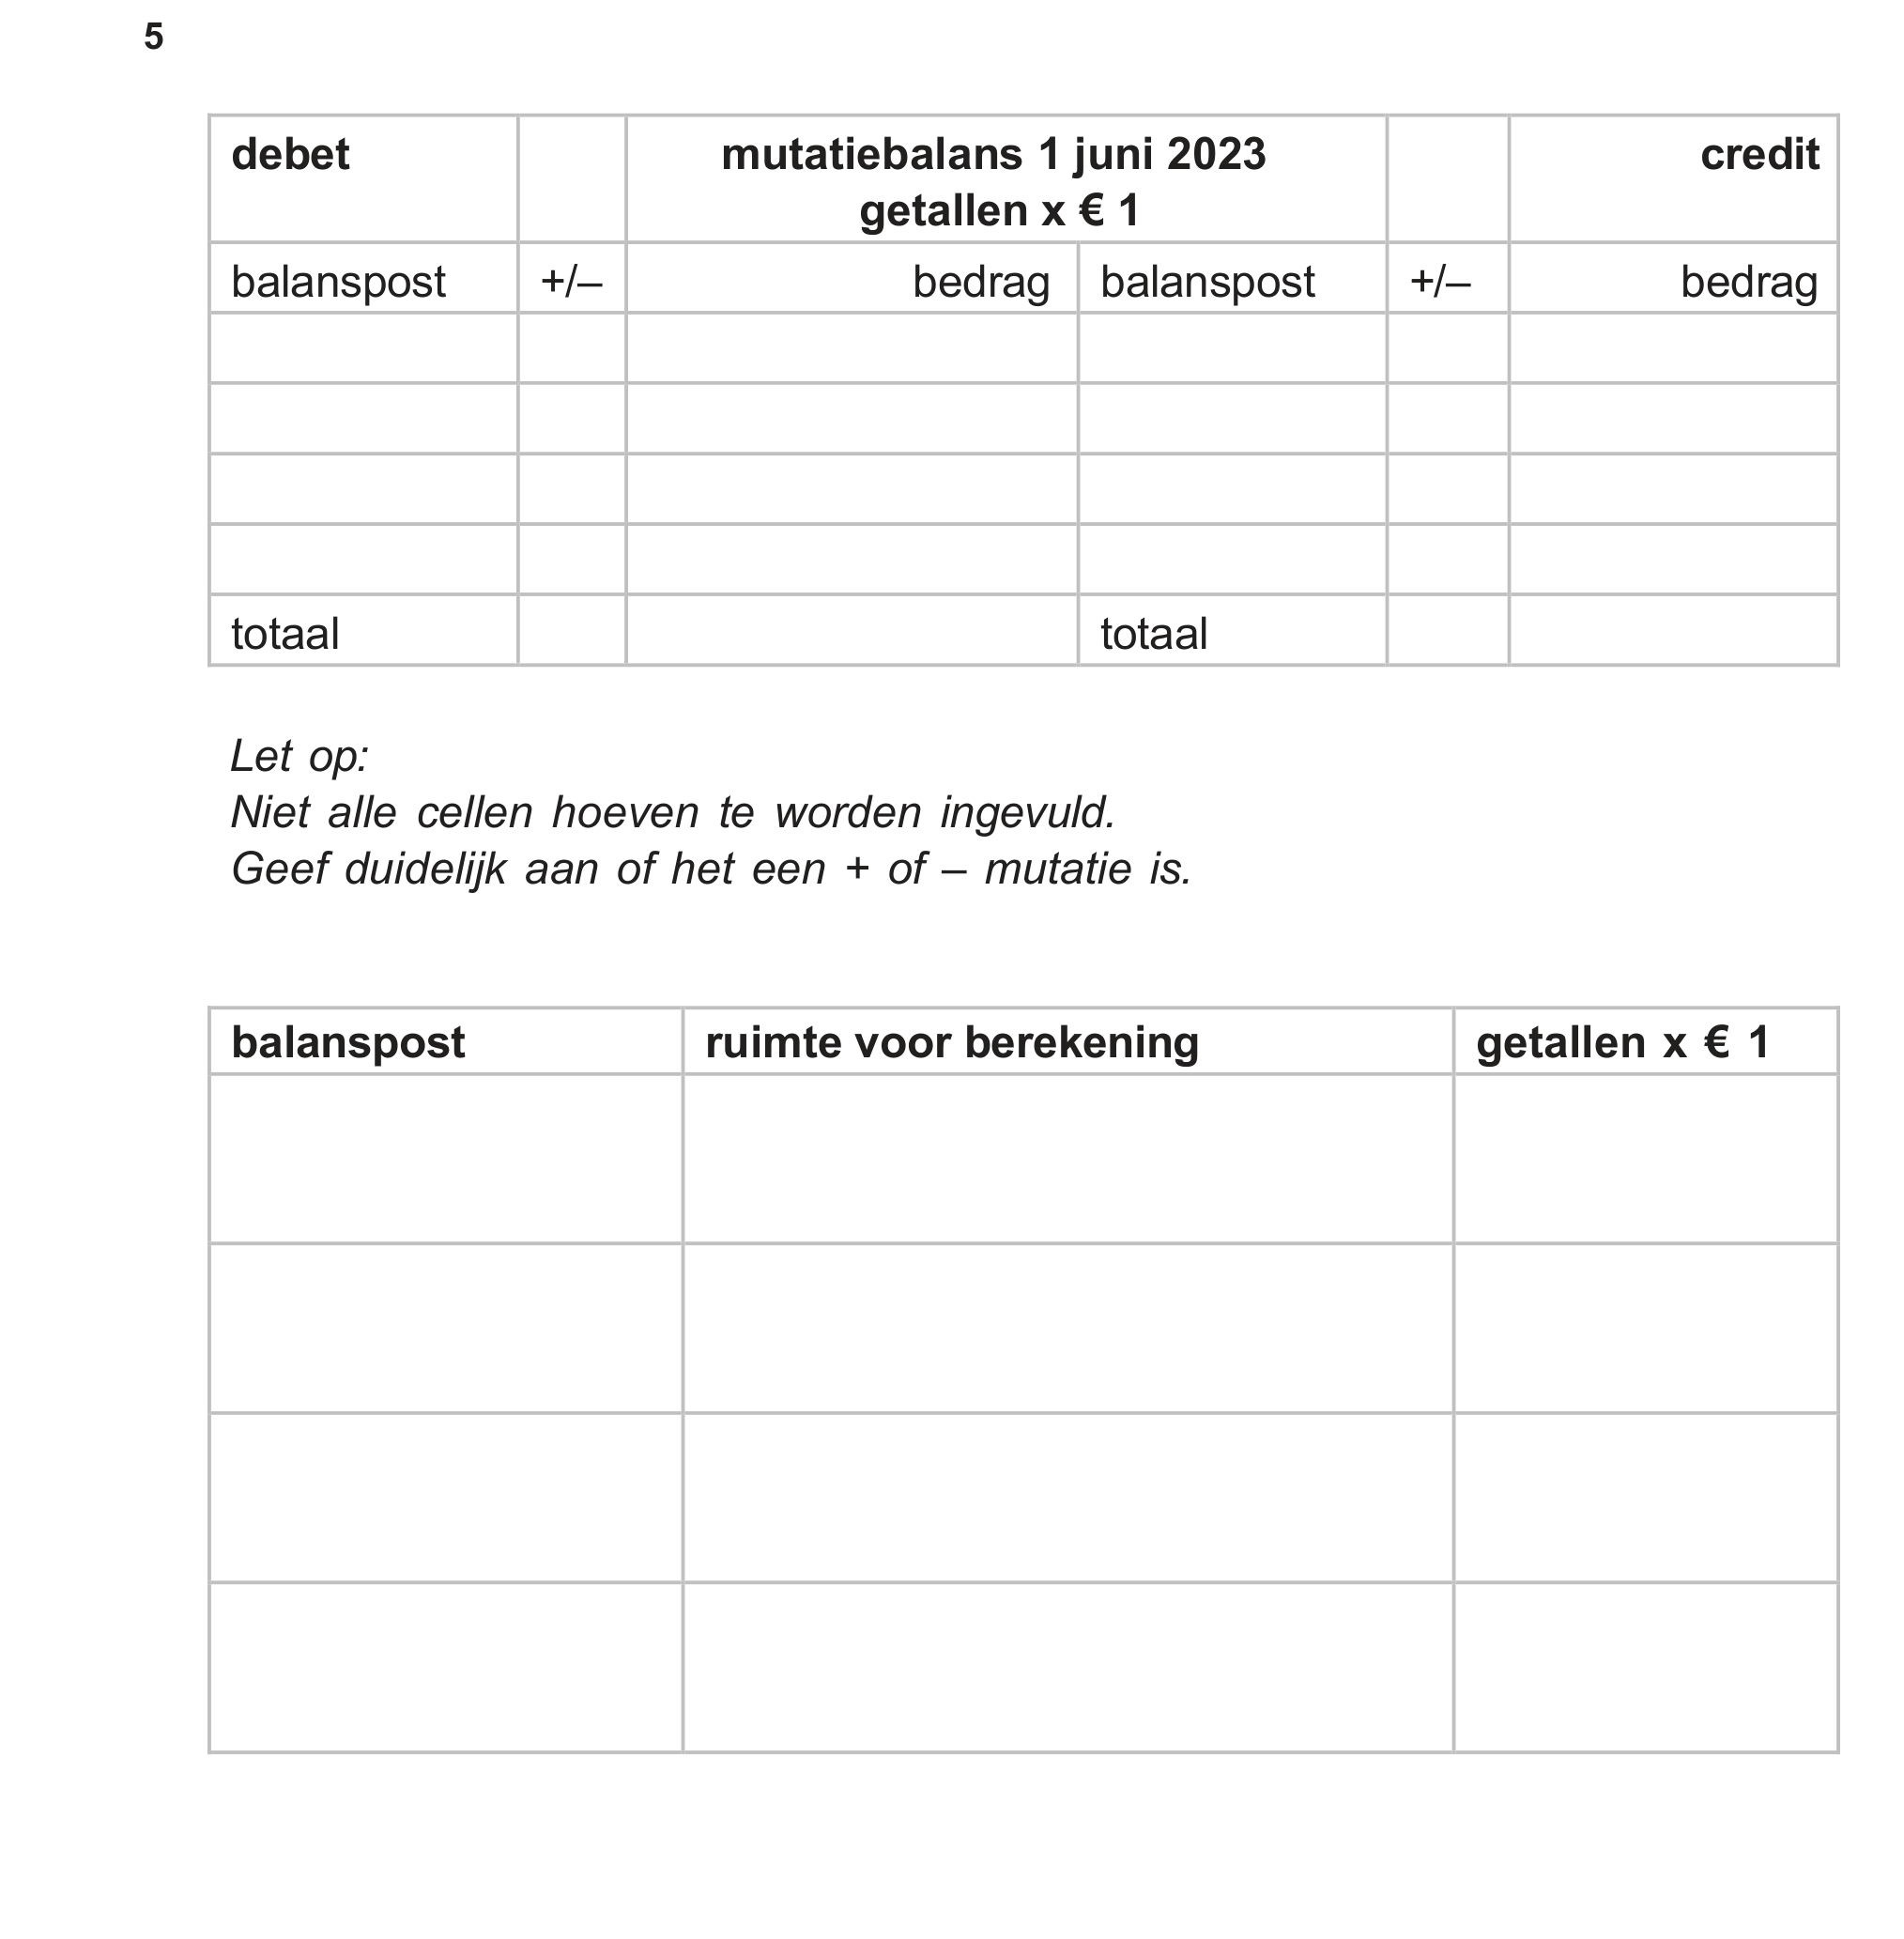 5
debet mutatiebalans 1 juni 2023 credit
getallen x € 1
balanspost +/– bedrag balanspost +/– bedrag
totaal totaal
Let op:
Niet alle cellen hoeven te worden ingevuld.
Geef duidelijk aan of het een + of – mutatie is.
balanspost ruimte voor berekening getallen x € 1